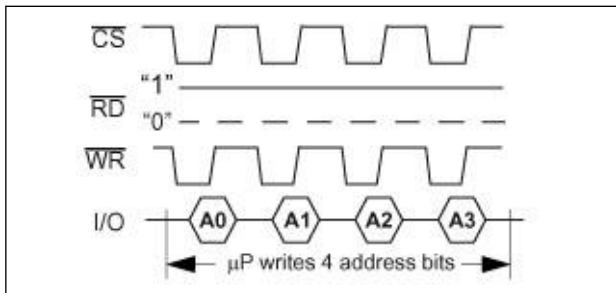 CS
"1"
RD
"0"
WR
I/O A0 A1 A2 A3
µP writes 4 address bits